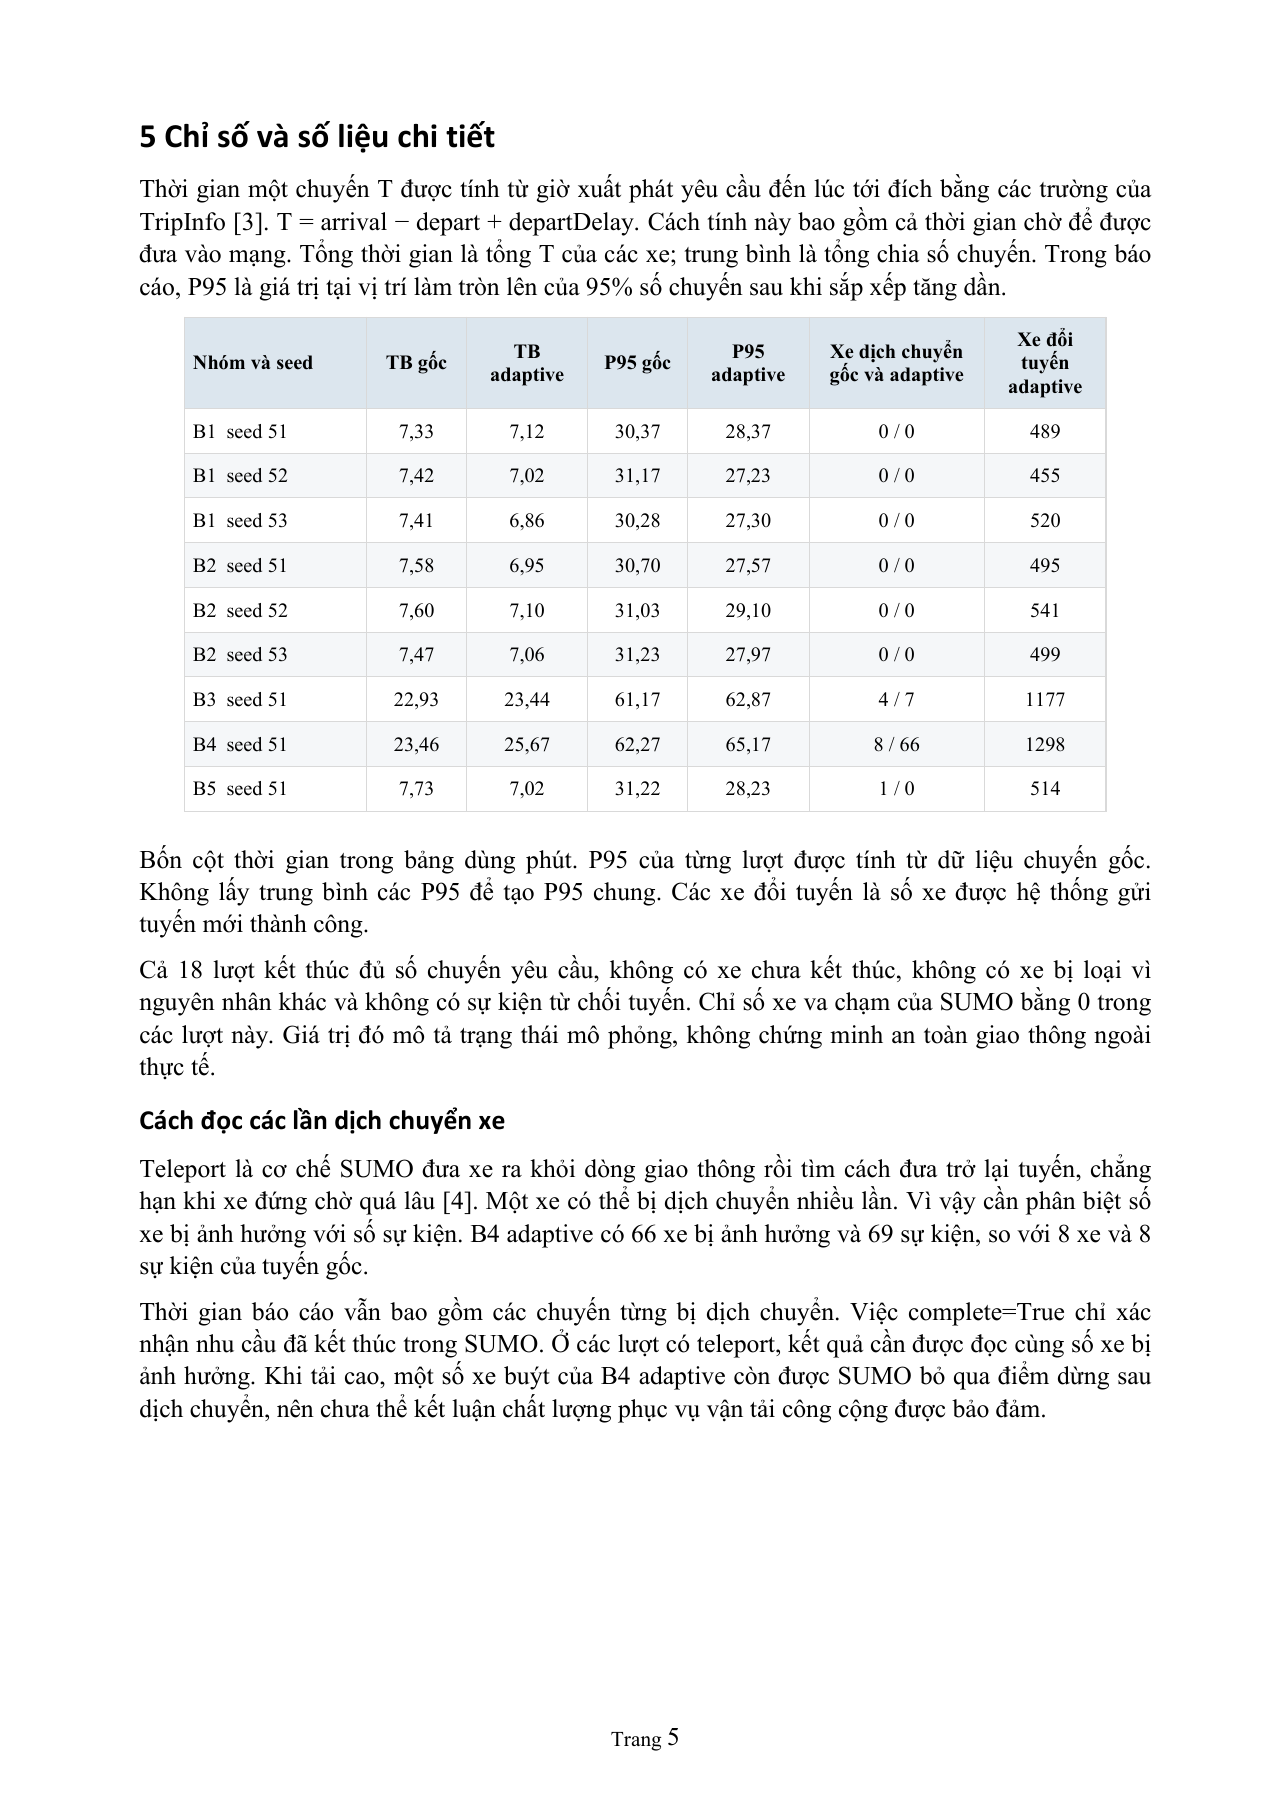 5 Chỉ số và số liệu chi tiết
Thời gian một chuyến T được tính từ giờ xuất phát yêu cầu đến lúc tới đích bằng các trường của
TripInfo [3]. T = arrival − depart + departDelay. Cách tính này bao gồm cả thời gian chờ để được
đưa vào mạng. Tổng thời gian là tổng T của các xe; trung bình là tổng chia số chuyến. Trong báo
cáo, P95 là giá trị tại vị trí làm tròn lên của 95% số chuyến sau khi sắp xếp tăng dần.
Nhóm và seed TB gốc TB adaptive P95 gốc P95 adaptive Xe dịch chuyển gốc và adaptive Xe đổi tuyến adaptive
B1 seed 51 7,33 7,12 30,37 28,37 0 / 0 489
B1 seed 52 7,42 7,02 31,17 27,23 0 / 0 455
B1 seed 53 7,41 6,86 30,28 27,30 0 / 0 520
B2 seed 51 7,58 6,95 30,70 27,57 0 / 0 495
B2 seed 52 7,60 7,10 31,03 29,10 0 / 0 541
B2 seed 53 7,47 7,06 31,23 27,97 0 / 0 499
B3 seed 51 22,93 23,44 61,17 62,87 4 / 7 1177
B4 seed 51 23,46 25,67 62,27 65,17 8 / 66 1298
B5 seed 51 7,73 7,02 31,22 28,23 1 / 0 514
Bốn cột thời gian trong bảng dùng phút. P95 của từng lượt được tính từ dữ liệu chuyến gốc.
Không lấy trung bình các P95 để tạo P95 chung. Các xe đổi tuyến là số xe được hệ thống gửi
tuyến mới thành công.
Cả 18 lượt kết thúc đủ số chuyến yêu cầu, không có xe chưa kết thúc, không có xe bị loại vì
nguyên nhân khác và không có sự kiện từ chối tuyến. Chỉ số xe va chạm của SUMO bằng 0 trong
các lượt này. Giá trị đó mô tả trạng thái mô phỏng, không chứng minh an toàn giao thông ngoài
thực tế.
Cách đọc các lần dịch chuyển xe
Teleport là cơ chế SUMO đưa xe ra khỏi dòng giao thông rồi tìm cách đưa trở lại tuyến, chẳng
hạn khi xe đứng chờ quá lâu [4]. Một xe có thể bị dịch chuyển nhiều lần. Vì vậy cần phân biệt số
xe bị ảnh hưởng với số sự kiện. B4 adaptive có 66 xe bị ảnh hưởng và 69 sự kiện, so với 8 xe và 8
sự kiện của tuyến gốc.
Thời gian báo cáo vẫn bao gồm các chuyến từng bị dịch chuyển. Việc complete=True chỉ xác
nhận nhu cầu đã kết thúc trong SUMO. Ở các lượt có teleport, kết quả cần được đọc cùng số xe bị
ảnh hưởng. Khi tải cao, một số xe buýt của B4 adaptive còn được SUMO bỏ qua điểm dừng sau
dịch chuyển, nên chưa thể kết luận chất lượng phục vụ vận tải công cộng được bảo đảm.
Trang 5